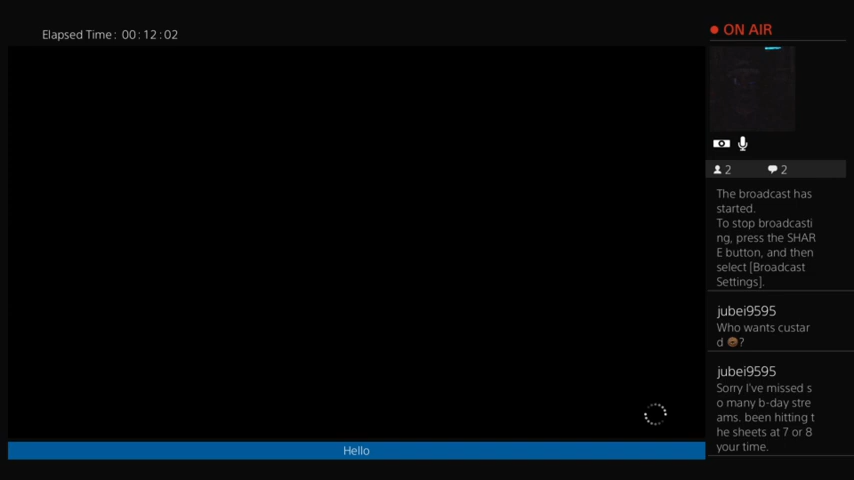 Elapsed Time: 00:12:02
ON AIR
2 2
The broadcast has
started.
To stop broadcasti
ng, press the SHAR
E button, and then
select [Broadcast
Settings].
jubei9595
Who wants custar
d 🍩?
jubei9595
Sorry I've missed s
o many b-day stre
ams. been hitting t
he sheets at 7 or 8
your time.
Hello